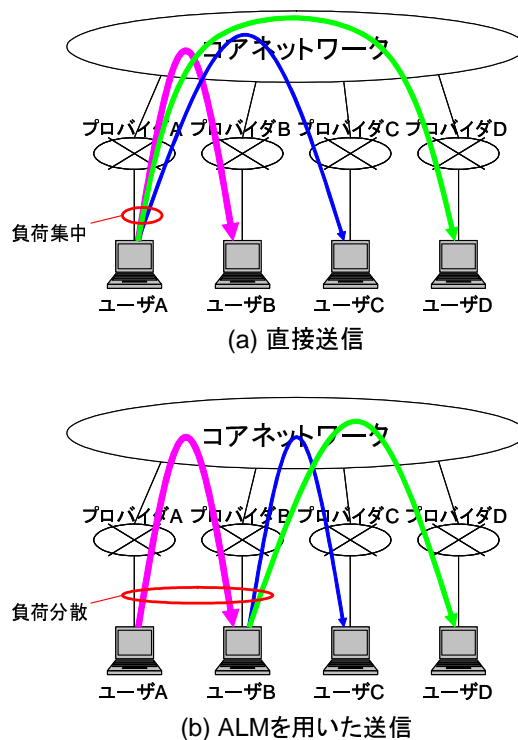 コアネットワーク
プロバイダA プロバイダB プロバイダC プロバイダD
負荷集中
ユーザA ユーザB ユーザC ユーザD
(a) 直接送信
コアネットワーク
プロバイダA プロバイダB プロバイダC プロバイダD
負荷分散
ユーザA ユーザB ユーザC ユーザD
(b) ALMを用いた送信